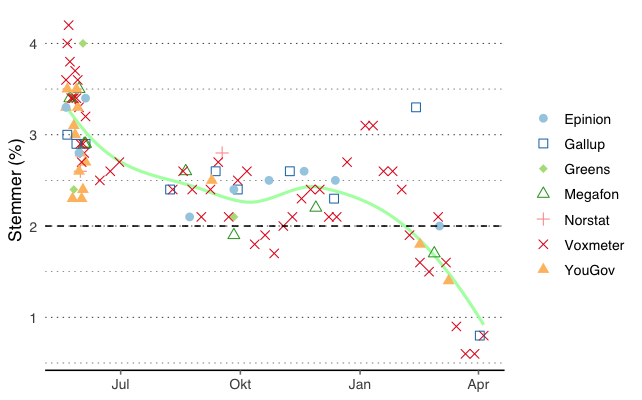 Stemmer (%)
4
3
2
1
Jul
Okt
Jan
Apr
Epinion
Gallup
Greens
Megafon
Norstat
Voxmeter
YouGov